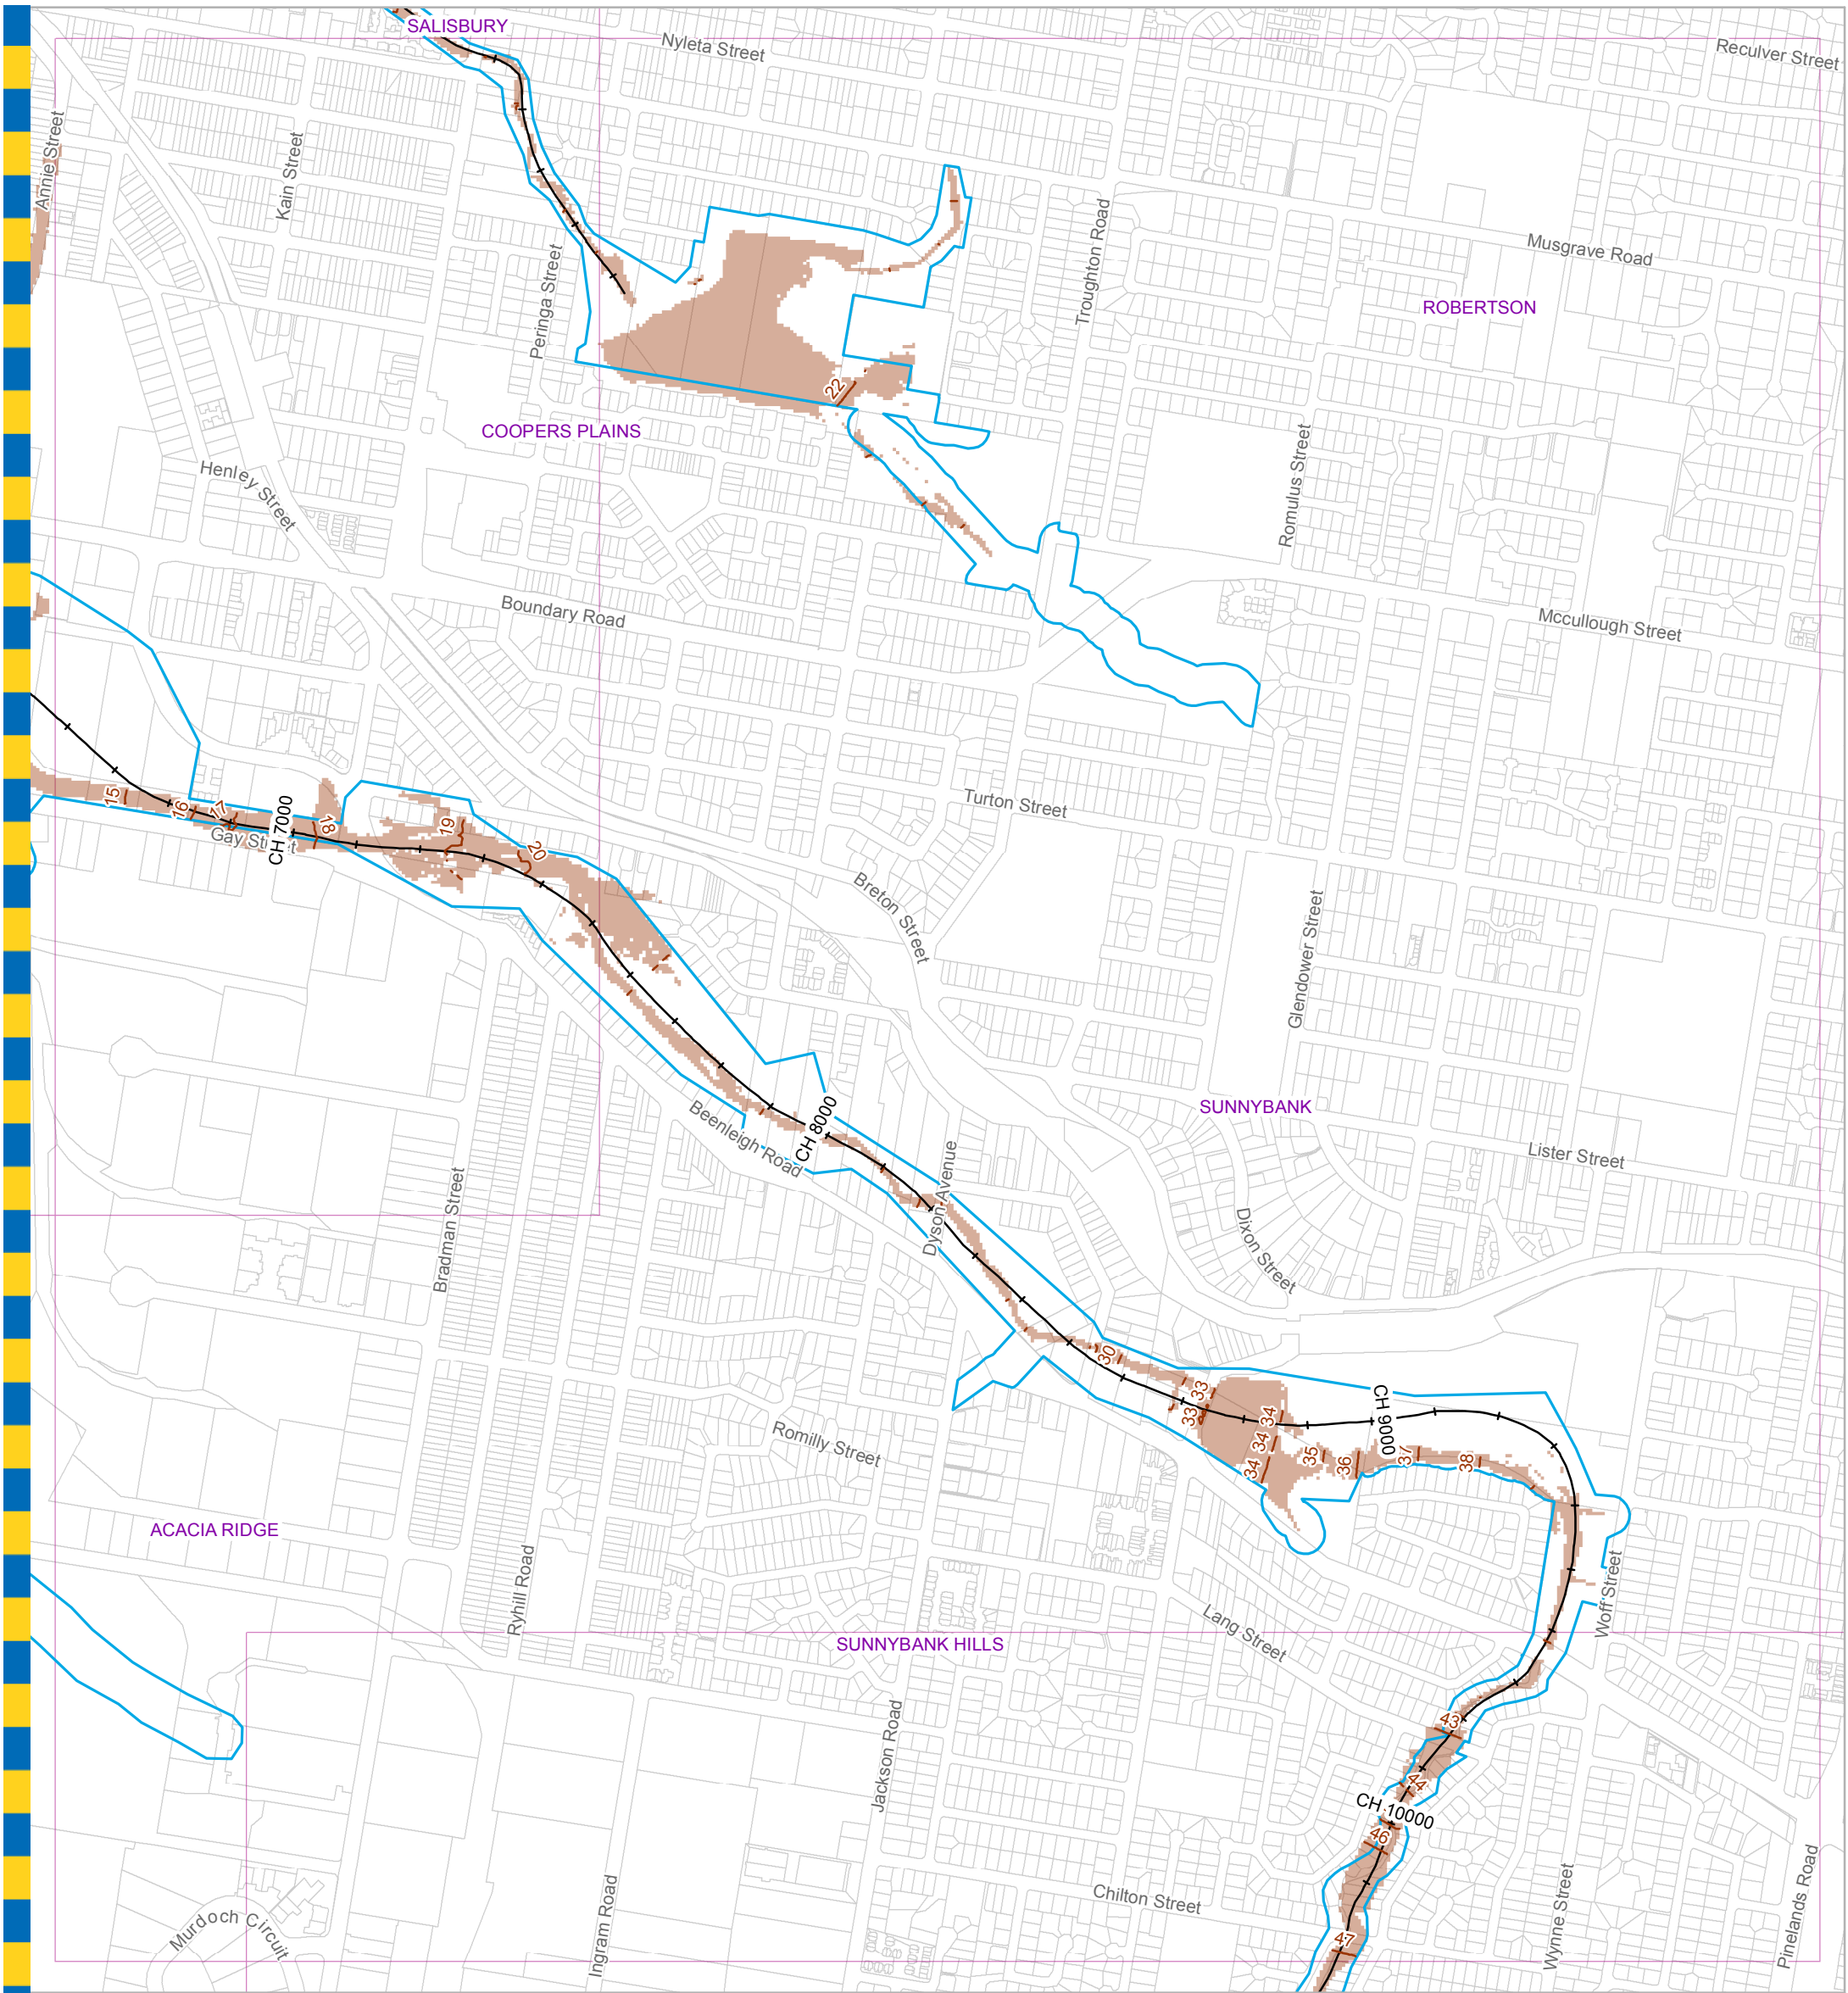 SALISBURY
Nyleta Street
Reculver Street
Annie Street
Kain Street
Peringa Street
Troughton Road
Musgrave Road
ROBERTSON
22
COOPERS PLAINS
Henley Street
Romulus Street
Boundary Road
Mccullough Street
15
16
17
CH 7000
18
19
20
Gay Street
Turton Street
Breton Street
Glendower Street
Beenleigh Road
CH 8000
SUNNYBANK
Lister Street
Bradman Street
Dyson Avenue
Dixon Street
30
33
33
34
34
34
35
36
CH 9000
37
38
Romilly Street
ACACIA RIDGE
Ryhill Road
Woff Street
Lang Street
SUNNYBANK HILLS
Jackson Road
43
44
CH 10000
46
Chilton Street
Murdoch Circuit
Ingram Road
47
Wynne Street
Pinelands Road